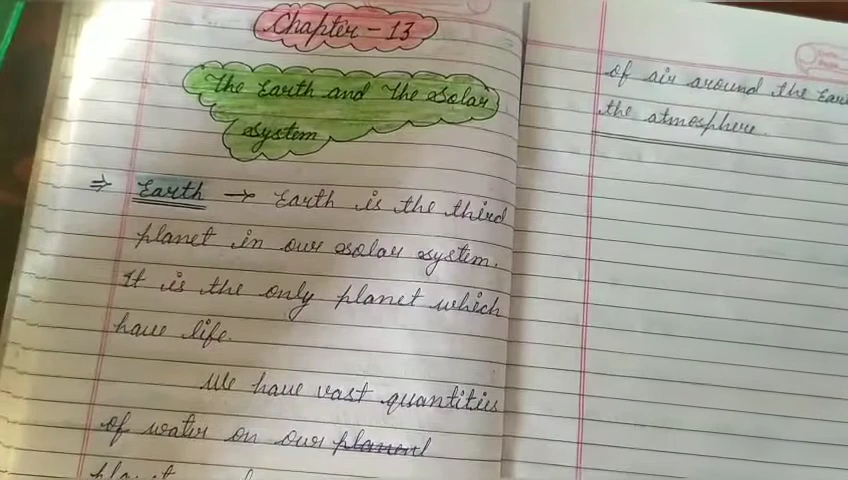 Chapter - 13
The Earth and The Solar
System
⇒ Earth → Earth is the third
planet in our solar system.
It is the only planet which
have life.
We have vast quantities
of water on our planent
of air around the Ear
the atmosphere.